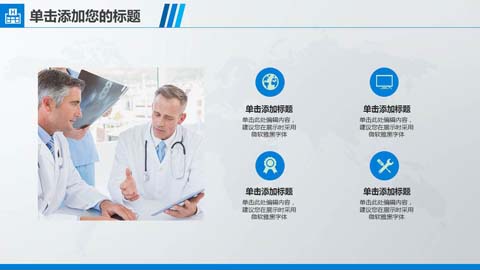 单击添加您的标题
单击添加标题
单击此处编辑内容，
建议您在展示时采用
微软雅黑字体
单击添加标题
单击此处编辑内容，
建议您在展示时采用
微软雅黑字体
单击添加标题
单击此处编辑内容，
建议您在展示时采用
微软雅黑字体
单击添加标题
单击此处编辑内容，
建议您在展示时采用
微软雅黑字体